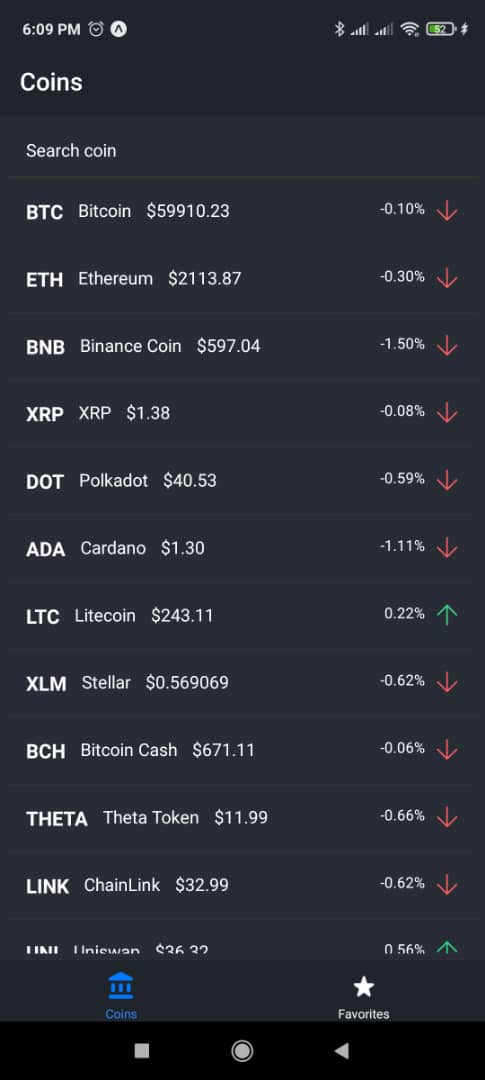 6:09 PM 52
Coins
Search coin
BTC Bitcoin $59910.23 -0.10%
ETH Ethereum $2113.87 -0.30%
BNB Binance Coin $597.04 -1.50%
XRP XRP $1.38 -0.08%
DOT Polkadot $40.53 -0.59%
ADA Cardano $1.30 -1.11%
LTC Litecoin $243.11 0.22%
XLM Stellar $0.569069 -0.62%
BCH Bitcoin Cash $671.11 -0.06%
THETA Theta Token $11.99 -0.66%
LINK ChainLink $32.99 -0.62%
UNI Uniswap $36.32 0.56%
Coins Favorites